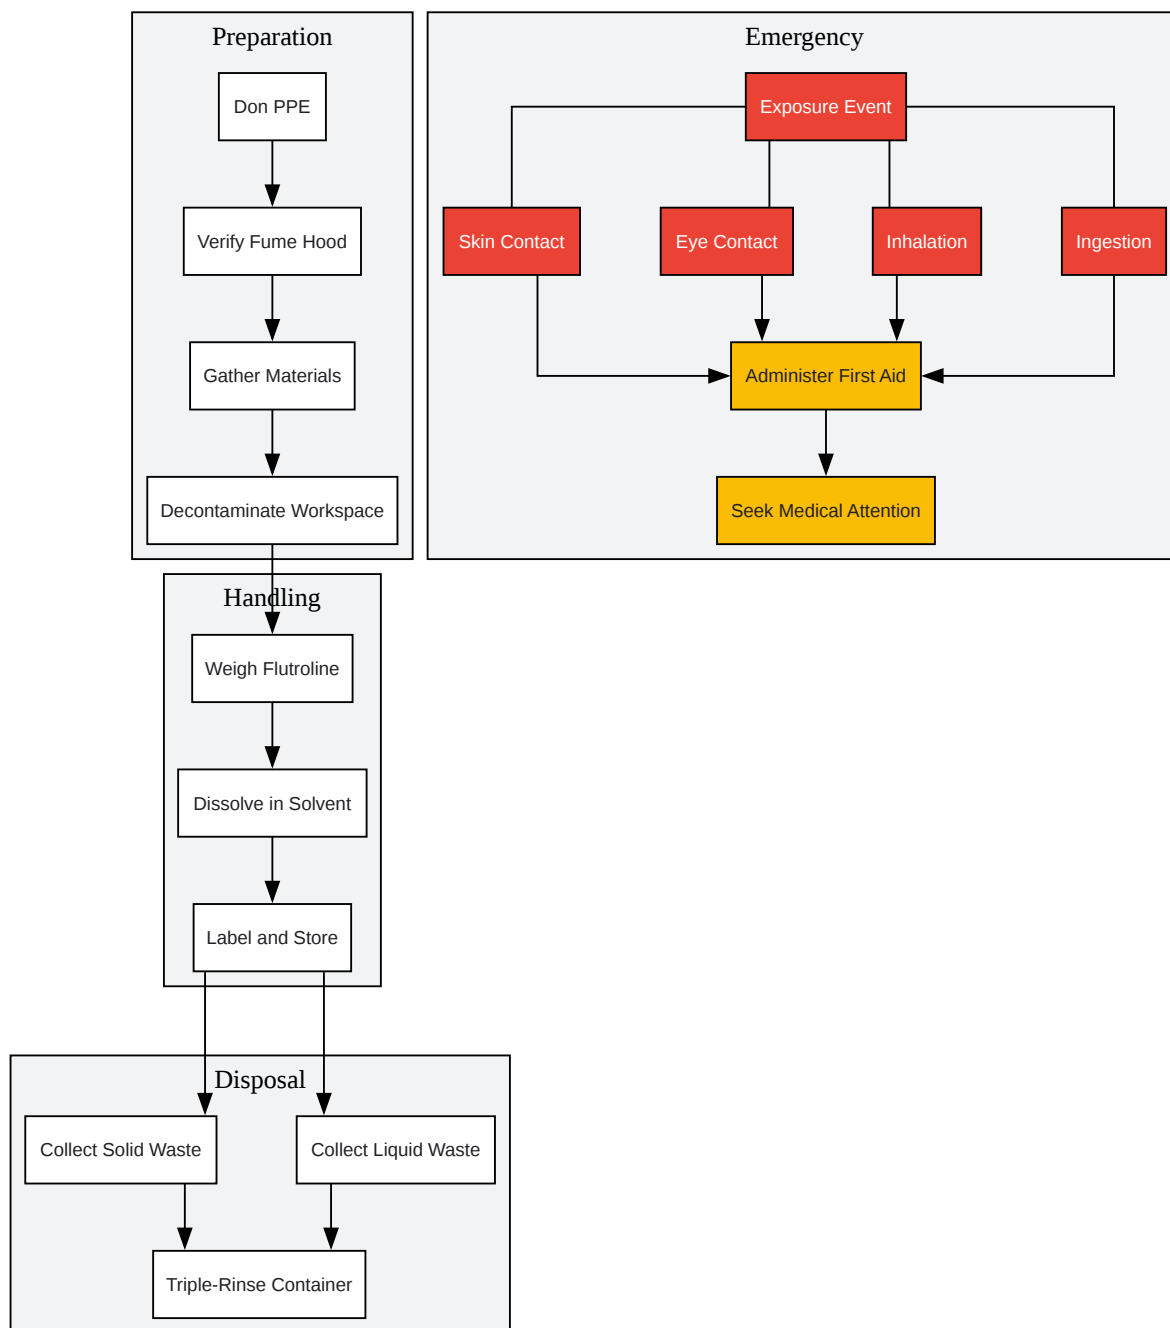 Preparation
Don PPE
Verify Fume Hood
Gather Materials
Decontaminate Workspace
Emergency
Exposure Event
Skin Contact
Eye Contact
Inhalation
Ingestion
Administer First Aid
Seek Medical Attention
Handling
Weigh Flutroline
Dissolve in Solvent
Label and Store
Disposal
Collect Solid Waste
Collect Liquid Waste
Triple-Rinse Container